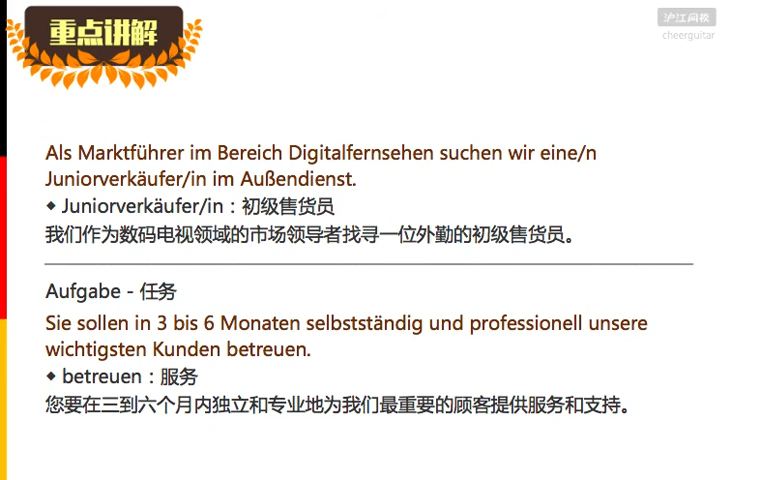 重点讲解
沪江网校
cheerguitar
Als Marktführer im Bereich Digitalfernsehen suchen wir eine/n
Juniorverkäufer/in im Außendienst.
◆ Juniorverkäufer/in：初级售货员
我们作为数码电视领域的市场领导者找寻一位外勤的初级售货员。
Aufgabe - 任务
Sie sollen in 3 bis 6 Monaten selbstständig und professionell unsere
wichtigsten Kunden betreuen.
◆ betreuen：服务
您要在三到六个月内独立和专业地为我们最重要的顾客提供服务和支持。